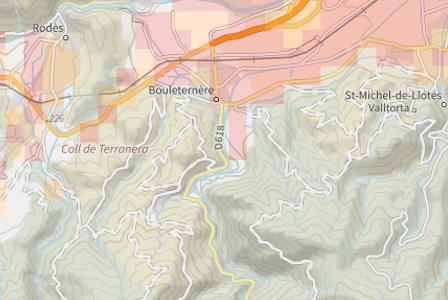 Rodès
Bouleternère
St-Michel-de-Llotes
Valltorta
226
D618
Coll de Terranera